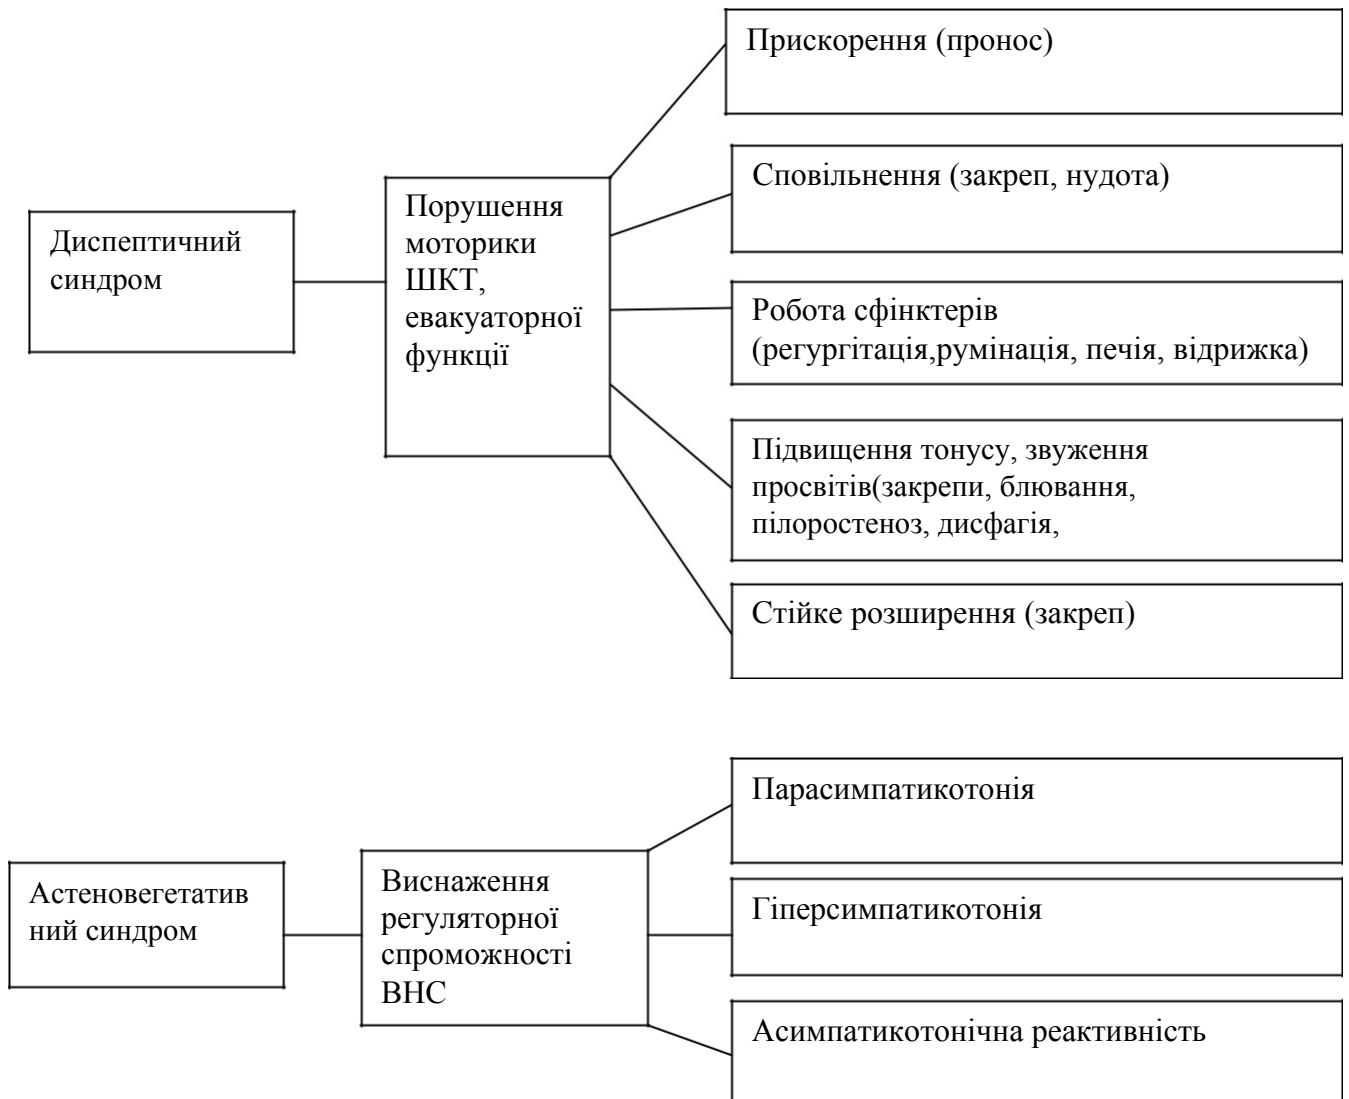 Диспептичний
синдром
Порушення
моторики
ШКТ,
евакуаторної
функції
Прискорення (пронос)
Сповільнення (закреп, нудота)
Робота сфінктерів
(регургітація,румінація, печія, відрижка)
Підвищення тонусу, звуження
просвітів(закрепи, блювання,
пілоростеноз, дисфагія,
Стійке розширення (закреп)
Астеновегетатив
ний синдром
Виснаження
регуляторної
спроможності
ВНС
Парасимпатикотонія
Гіперсимпатикотонія
Асимпатикотонічна реактивність